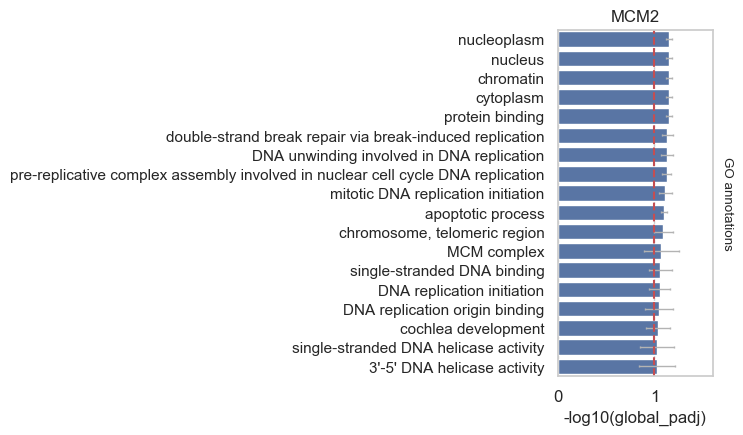 MCM2
nucleoplasm
nucleus
chromatin
cytoplasm
protein binding
double-strand break repair via break-induced replication
DNA unwinding involved in DNA replication
pre-replicative complex assembly involved in nuclear cell cycle DNA replication
mitotic DNA replication initiation
apoptotic process
chromosome, telomeric region
MCM complex
single-stranded DNA binding
DNA replication initiation
DNA replication origin binding
cochlea development
single-stranded DNA helicase activity
3'-5' DNA helicase activity
GO annotations
0 1
-log10(global_padj)